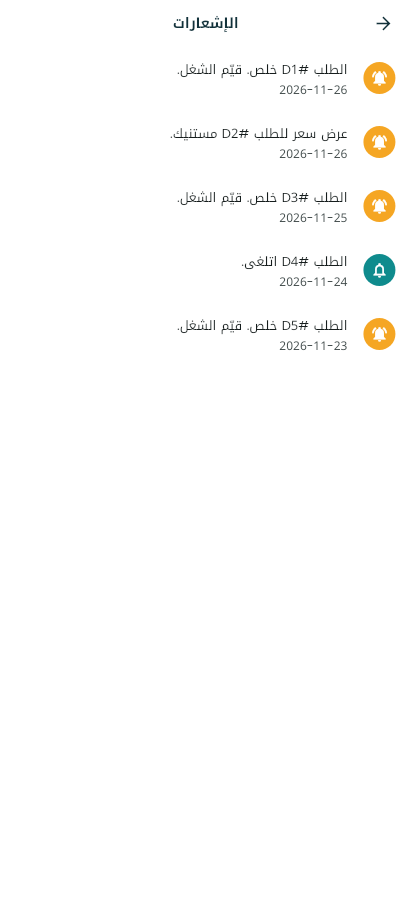 الإشعارات
الطلب #D1 خلص. قيّم الشغل.
2026-11-26
عرض سعر للطلب #D2 مستنيك.
2026-11-26
الطلب #D3 خلص. قيّم الشغل.
2026-11-25
الطلب #D4 اتلغى.
2026-11-24
الطلب #D5 خلص. قيّم الشغل.
2026-11-23